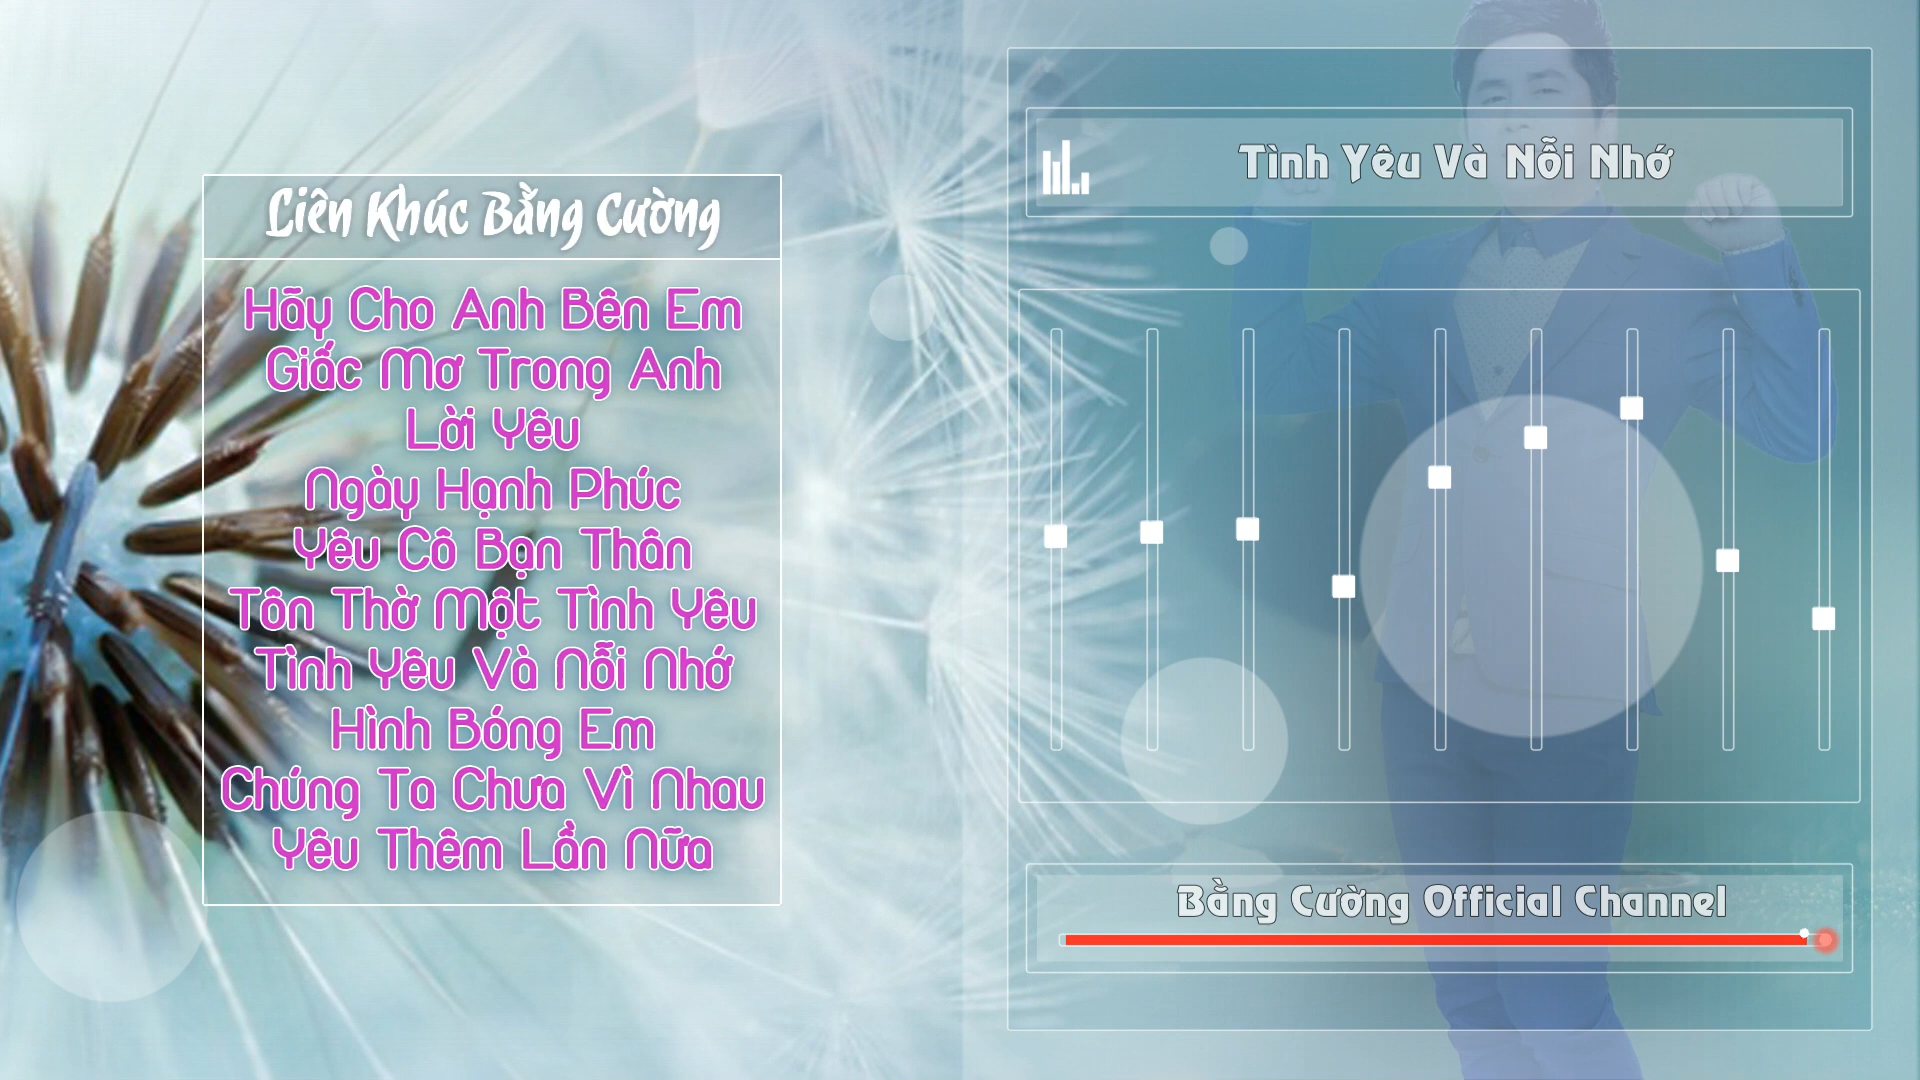 Liên Khúc Bằng Cường
Hãy Cho Anh Bên Em
Giấc Mơ Trong Anh
Lời Yêu
Ngày Hạnh Phúc
Yêu Cô Bạn Thân
Tôn Thờ Một Tình Yêu
Tình Yêu Và Nỗi Nhớ
Hình Bóng Em
Chúng Ta Chưa Vì Nhau
Yêu Thêm Lần Nữa
Tình Yêu Và Nỗi Nhớ
Bằng Cường Official Channel